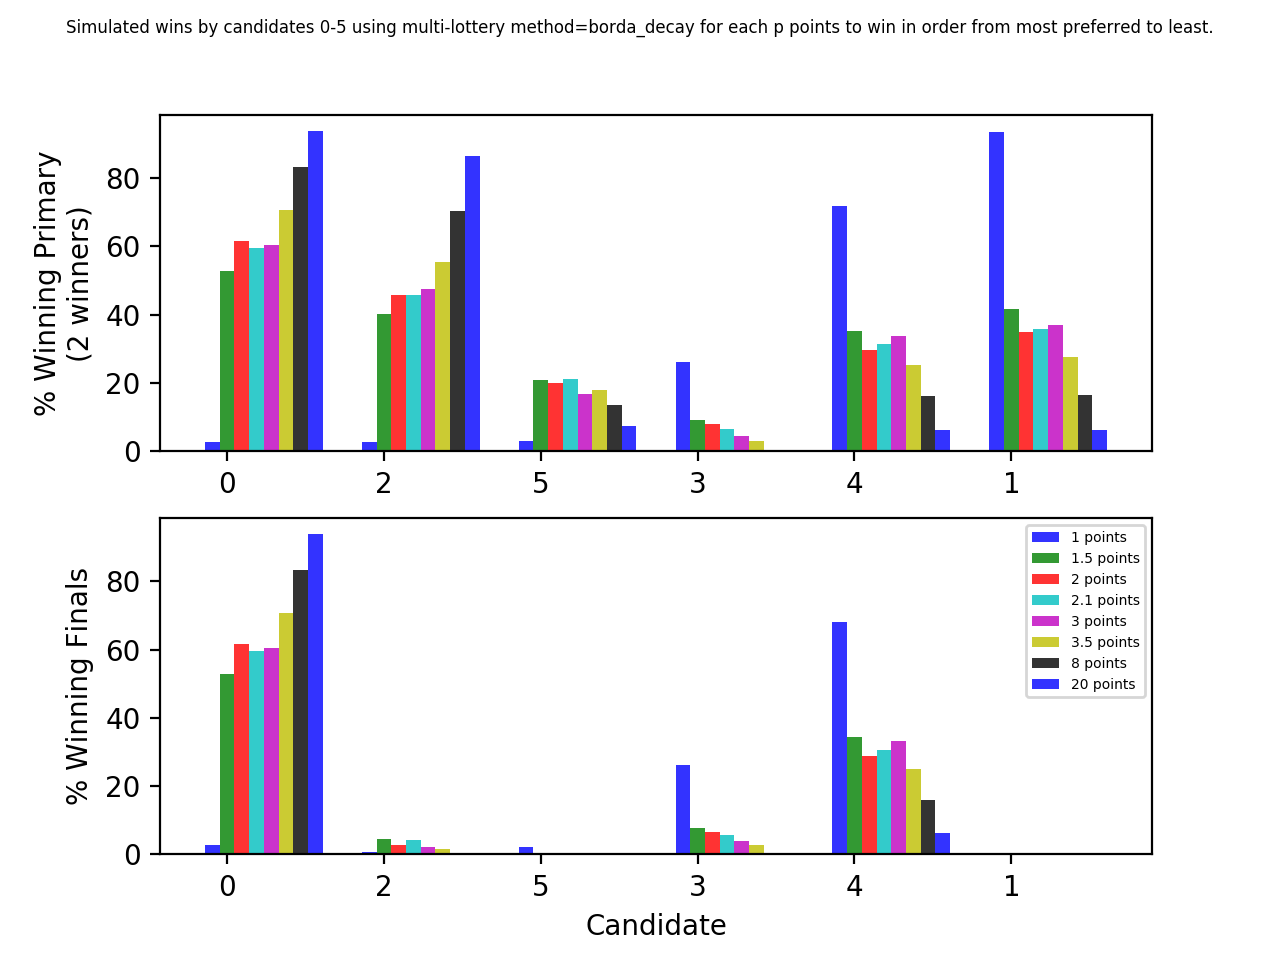 Simulated wins by candidates 0-5 using multi-lottery method=borda_decay for each p points to win in order from most preferred to least.
% Winning Primary
(2 winners)
80
60
40
20
0
0 2 5 3 4 1
% Winning Finals
80
60
40
20
0
1 points
1.5 points
2 points
2.1 points
3 points
3.5 points
8 points
20 points
0 2 5 3 4 1
Candidate